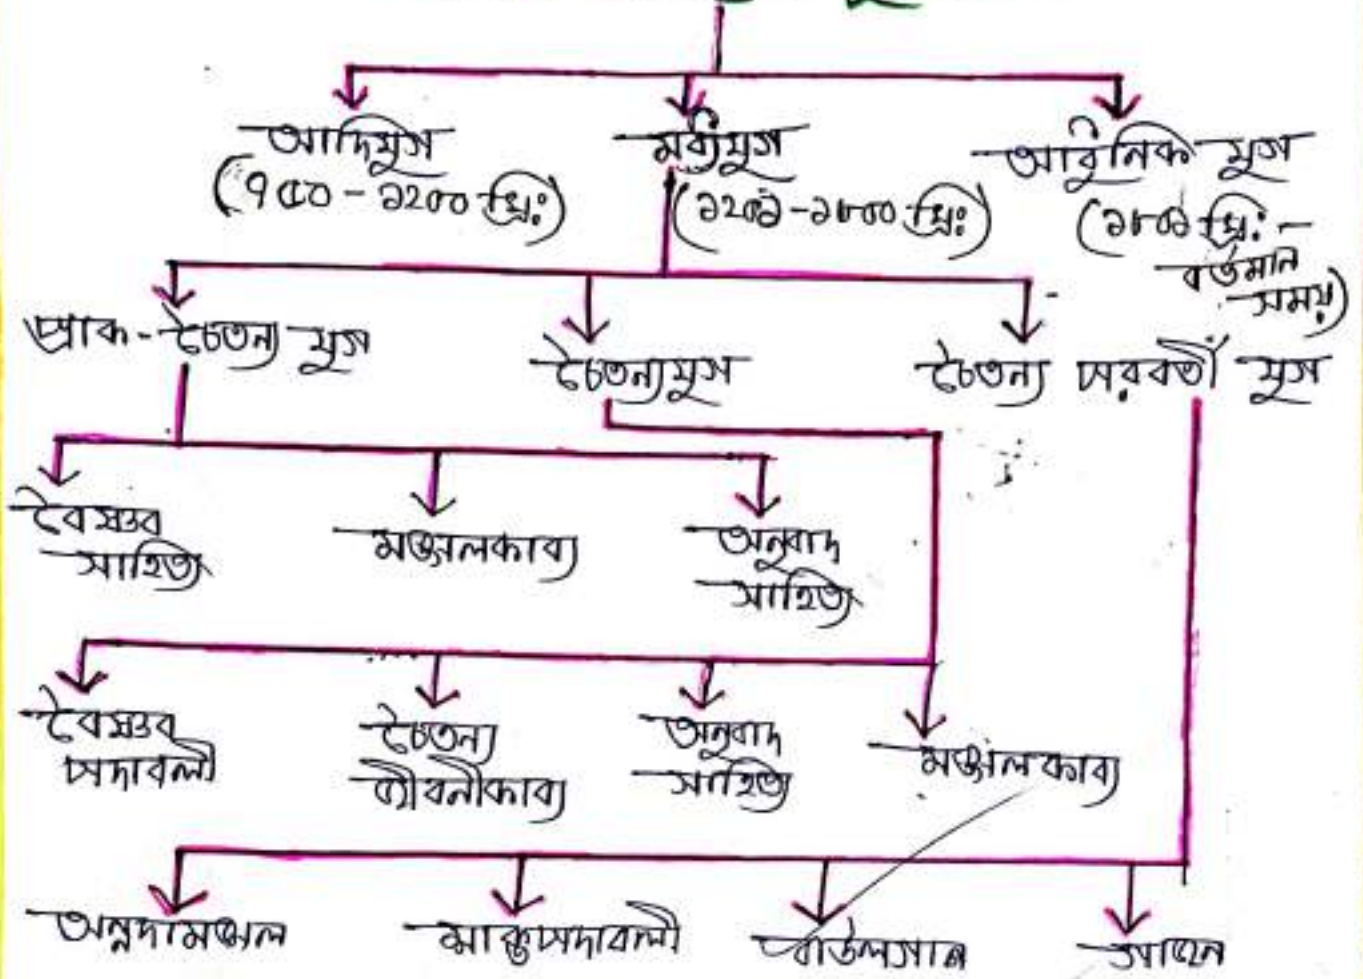 আদিযুগ
(৭৫০ - ১২০০ খ্রি:)
মধ্যযুগ
(১২০১ - ১৮০০ খ্রি:)
আধুনিক যুগ
(১৮০১ খ্রি: -
বর্তমান
সময়)
প্রাক - চৈতন্য যুগ
চৈতন্যযুগ
চৈতন্য পরবর্তী যুগ
বৈষ্ণব
সাহিত্য
মঙ্গলকাব্য
অনুবাদ
সাহিত্য
বৈষ্ণব
পদাবলী
চৈতন্য
জীবনীকাব্য
অনুবাদ
সাহিত্য
মঙ্গলকাব্য
অন্নদামঙ্গল
শাক্তপদাবলী
বাউলগান